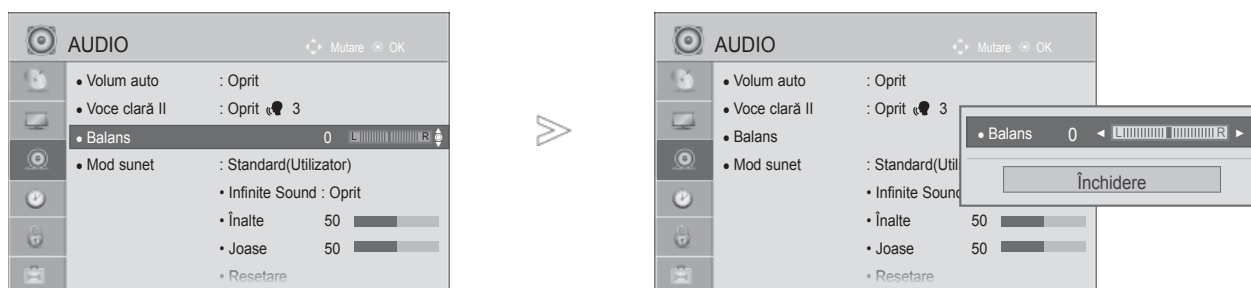 AUDIO
Mutare OK
• Volum auto : Oprit
• Voce clară II : Oprit 3
• Balans 0 L R
• Mod sunet : Standard(Utilizator)
• Infinite Sound : Oprit
• Înalte 50
• Joase 50
• Resetare
AUDIO
Mutare OK
• Volum auto : Oprit
• Voce clară II : Oprit 3
• Balans
• Mod sunet : Standard(Util
• Infinite Sound
• Înalte 50
• Joase 50
• Resetare
• Balans 0 L R
Închidere